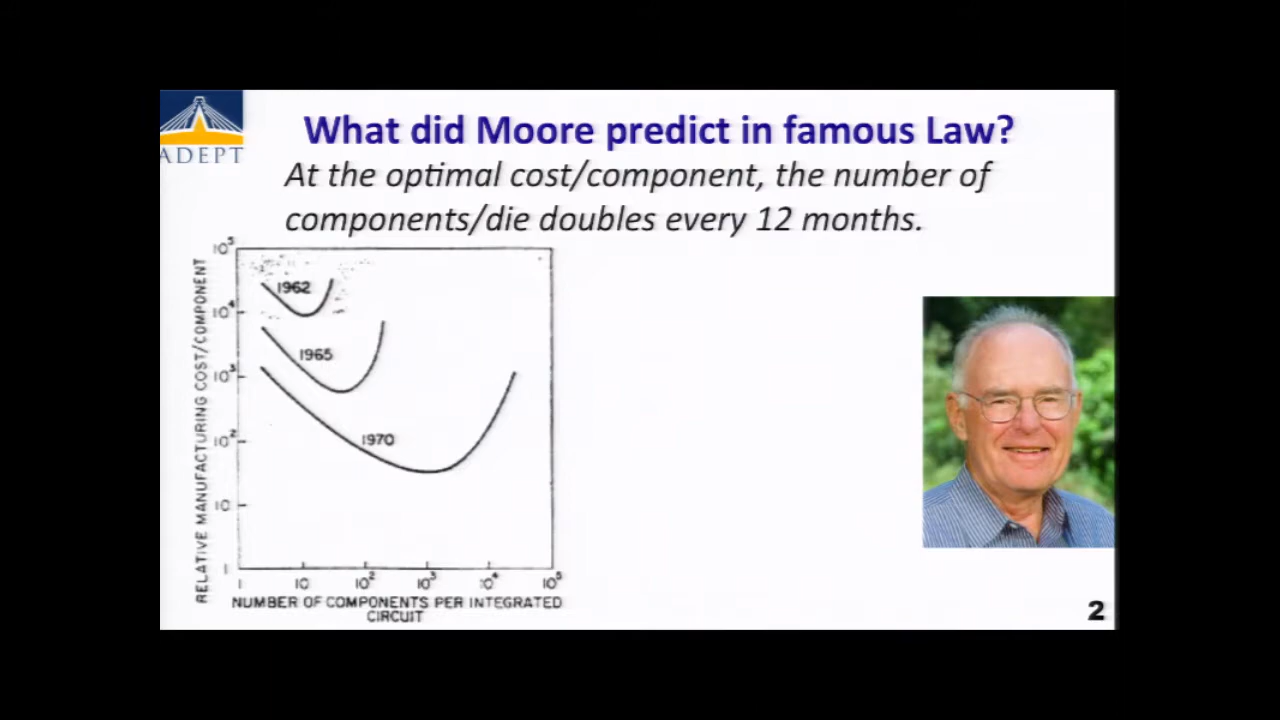 ADEPT
What did Moore predict in famous Law?
At the optimal cost/component, the number of
components/die doubles every 12 months.
RELATIVE MANUFACTURING COST/COMPONENT
10⁵
10⁴
10³
10²
10
1
1962
1965
1970
1 10 10² 10³ 10⁴ 10⁵
NUMBER OF COMPONENTS PER INTEGRATED
CIRCUIT
2